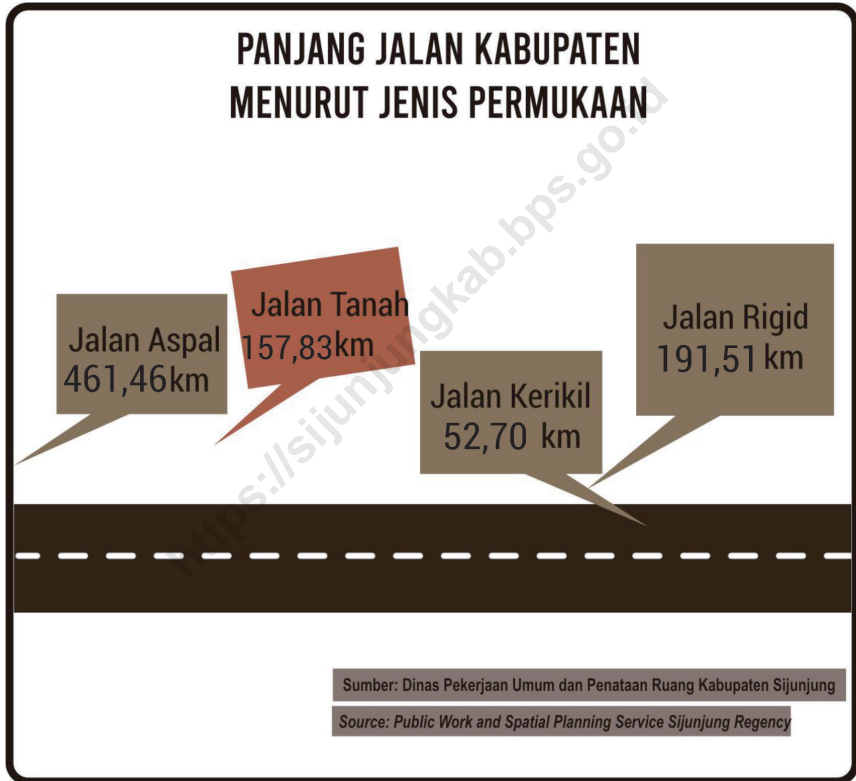 PANJANG JALAN KABUPATEN
MENURUT JENIS PERMUKAAN
Jalan Aspal
461,46km
Jalan Tanah
157,83km
Jalan Kerikil
52,70 km
Jalan Rigid
191,51 km
https://sijunjungkab.bps.go.id
Sumber: Dinas Pekerjaan Umum dan Penataan Ruang Kabupaten Sijunjung
Source: Public Work and Spatial Planning Service Sijunjung Regency